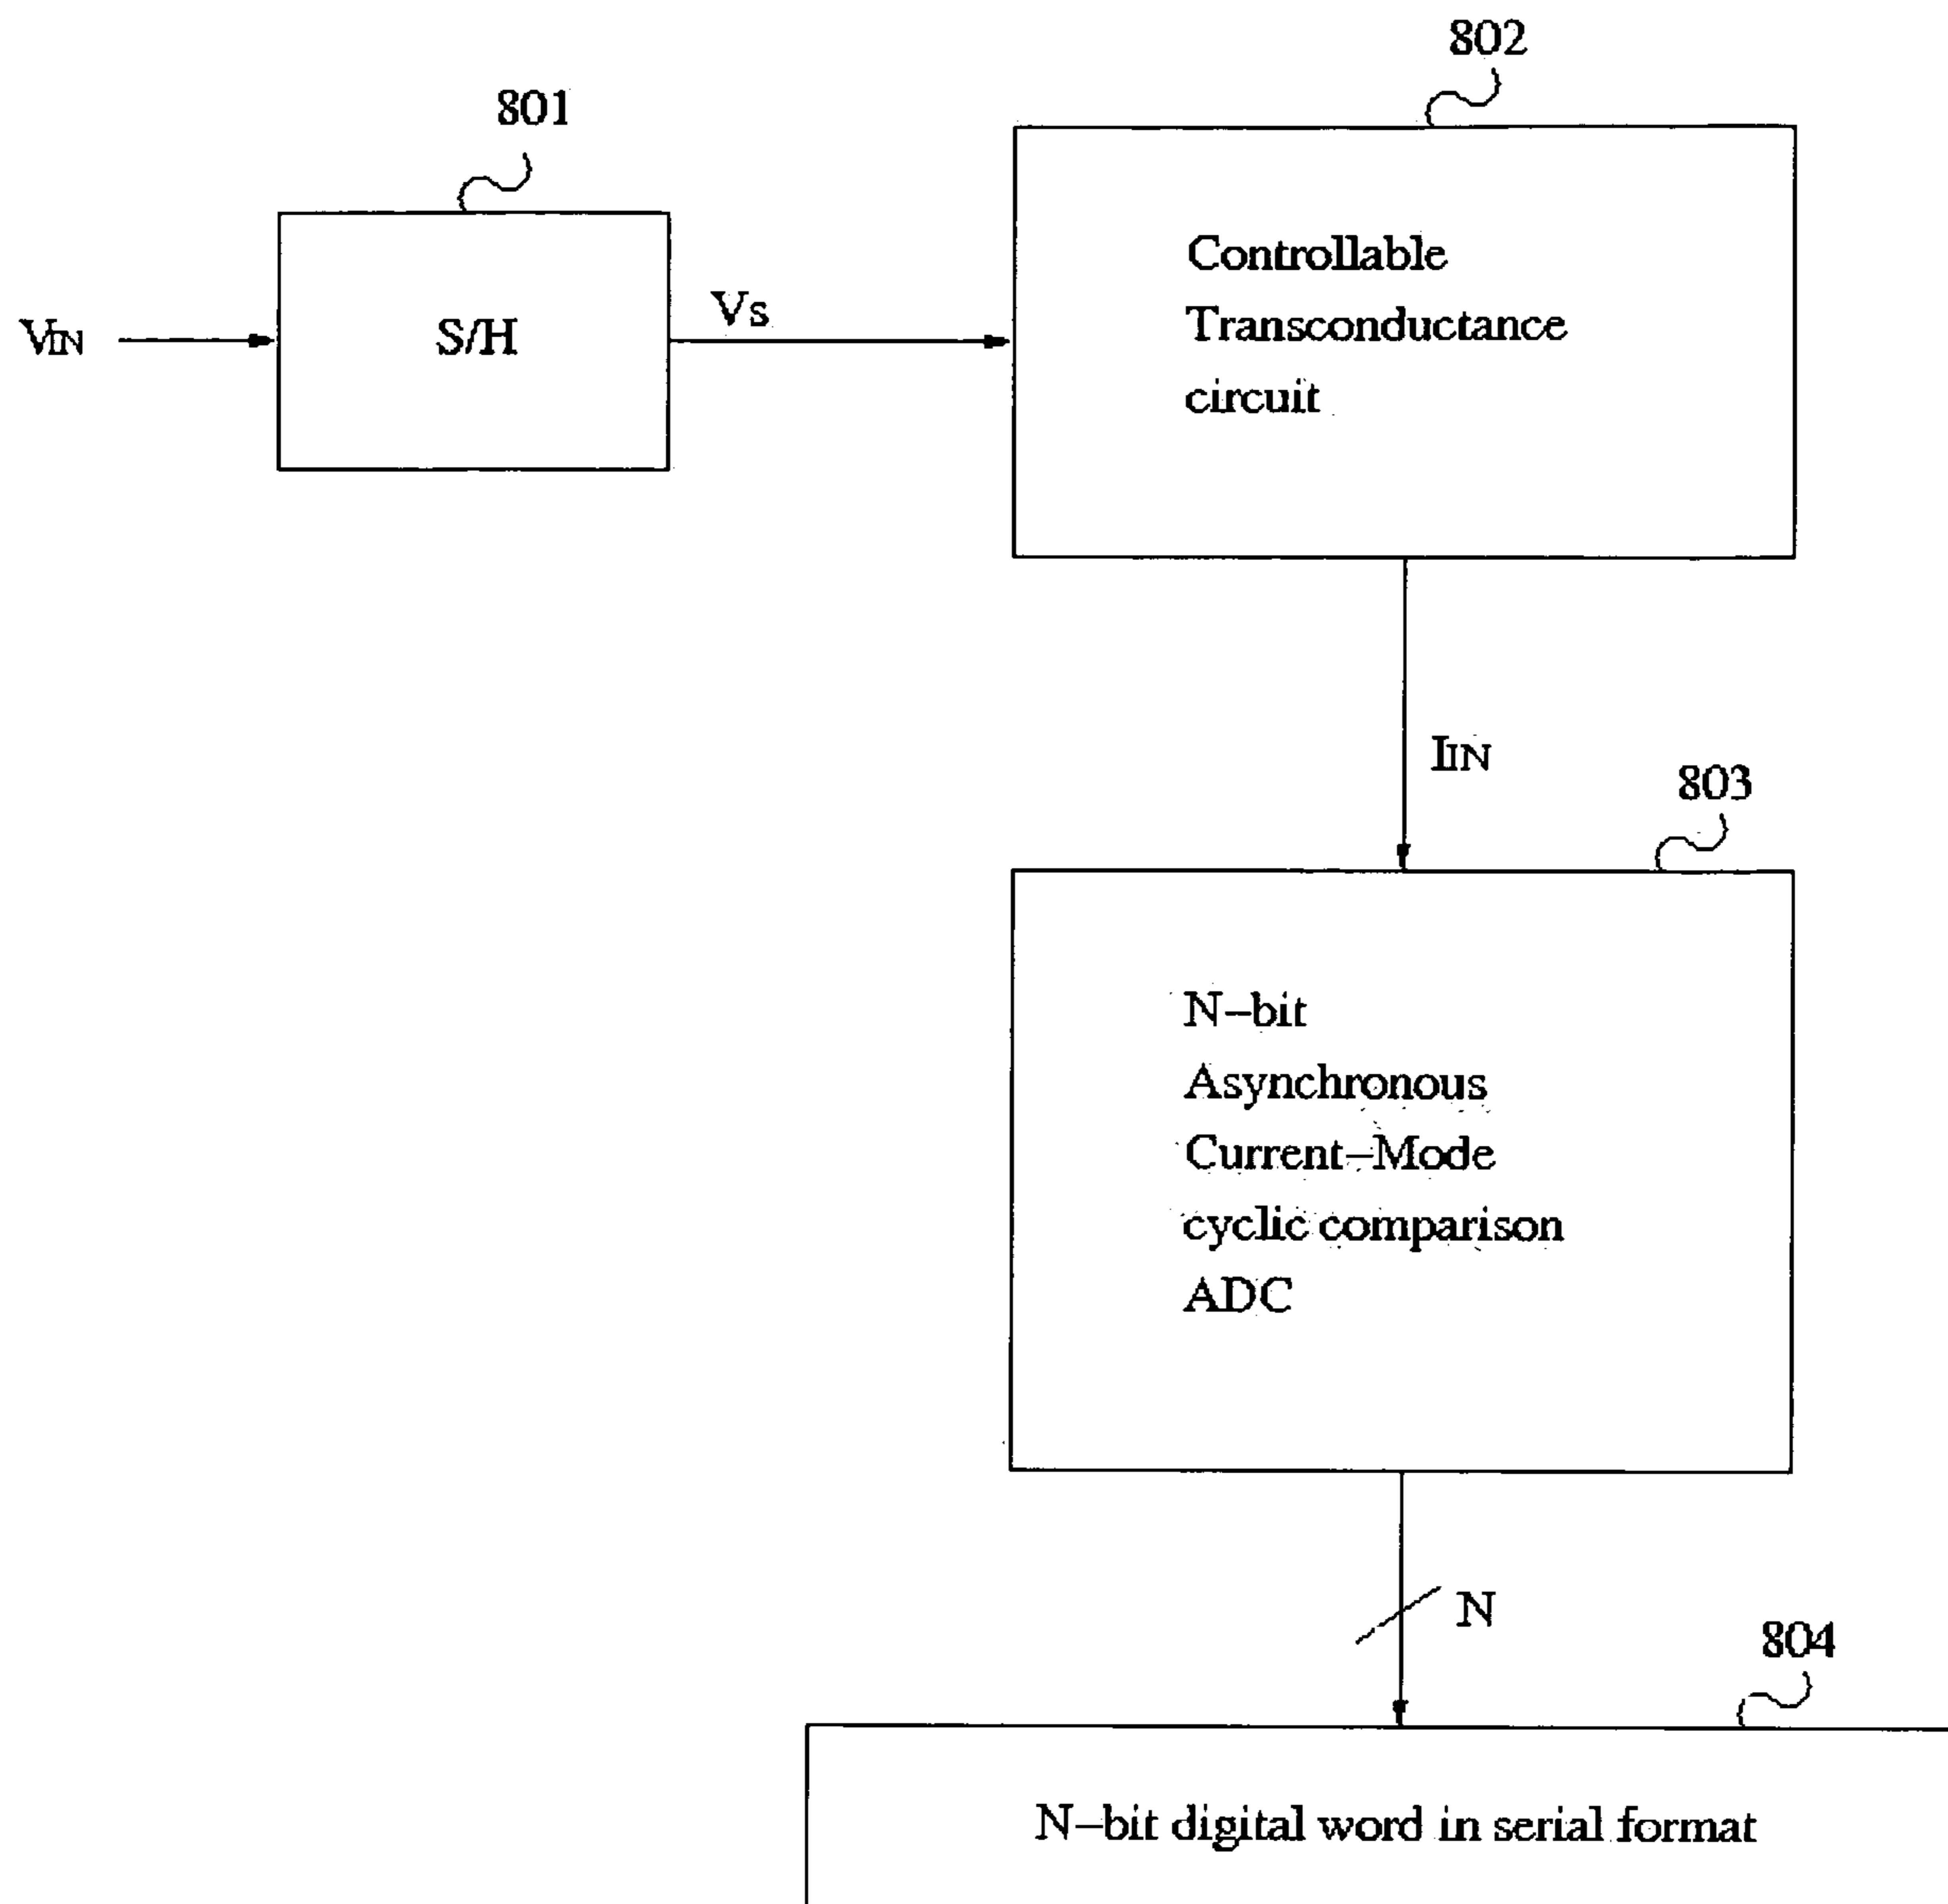 802
801
Controllable
Transconductance
circuit
VIN
S/H
VS
IIN
803
N–bit
Asynchronous
Current–Mode
cyclic comparison
ADC
N
804
N–bit digital word in serial format